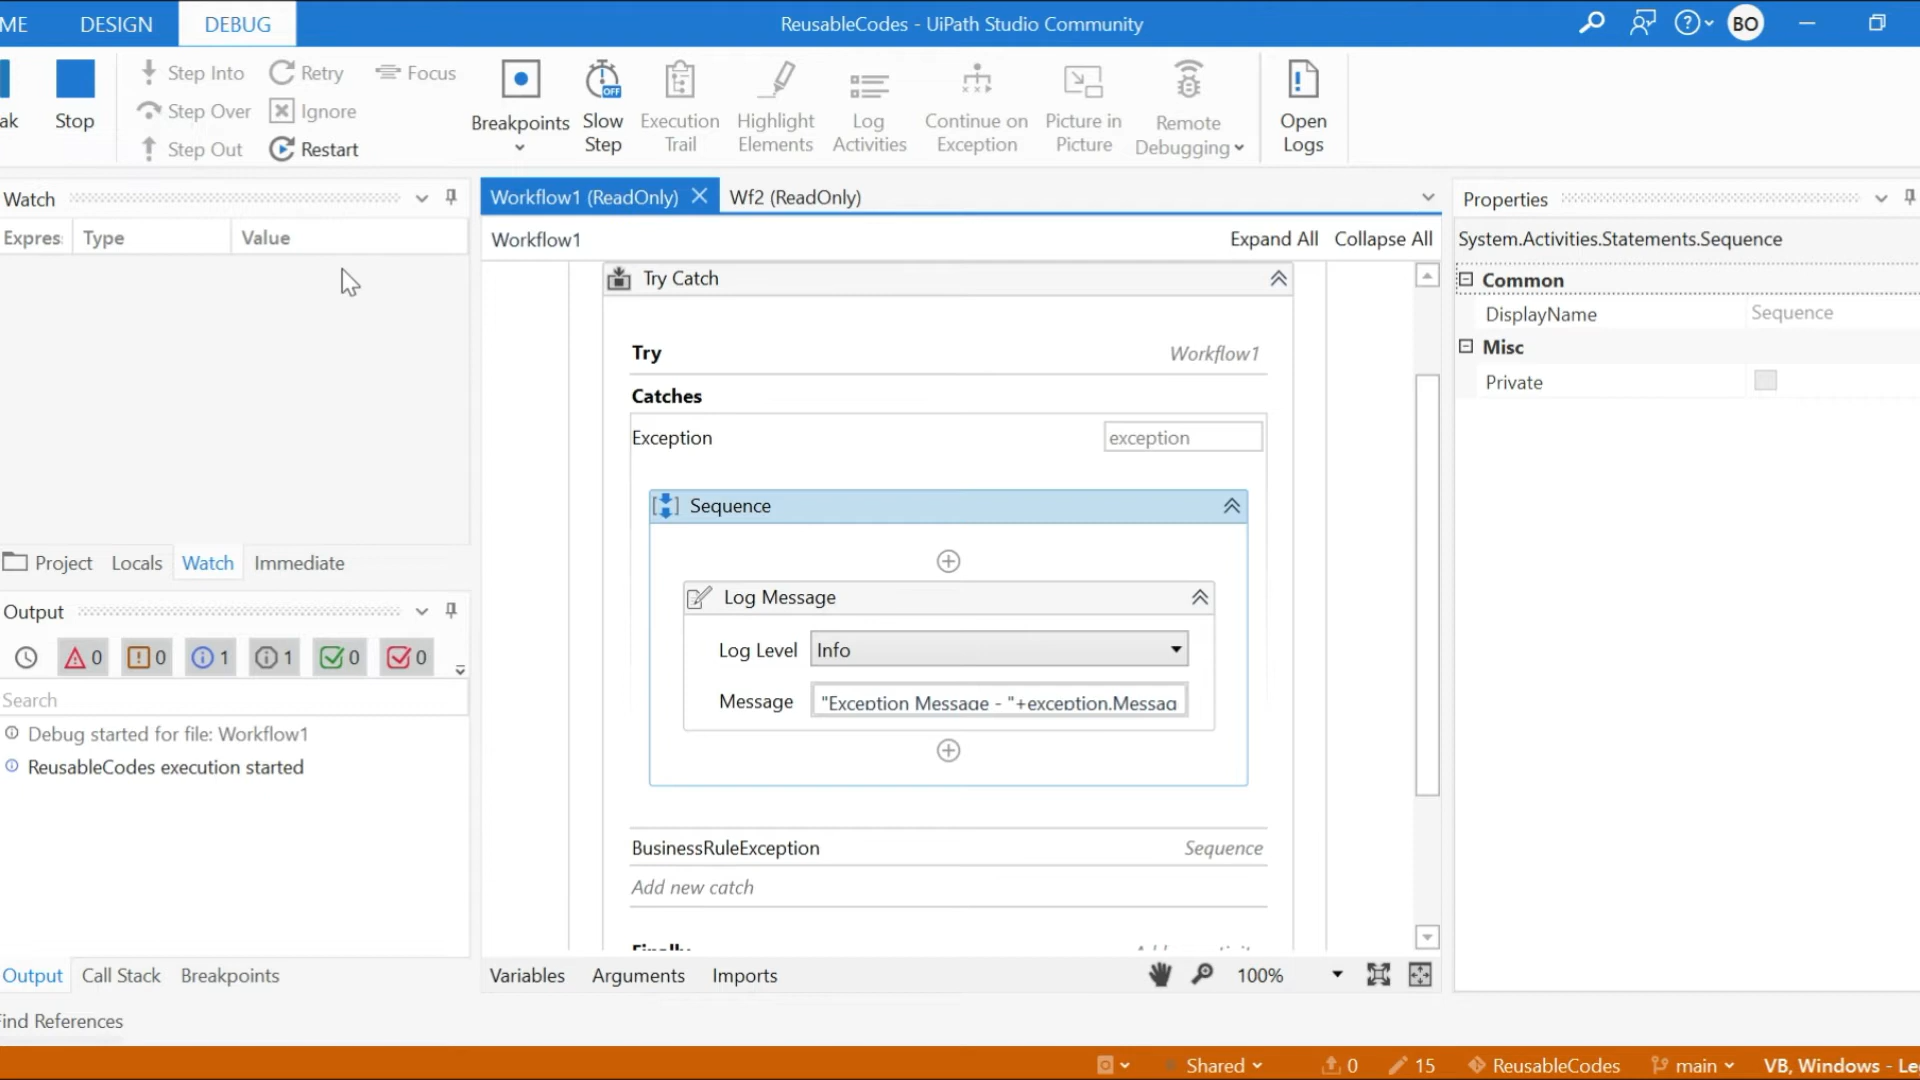 ME DESIGN DEBUG ReusableCodes - UiPath Studio Community BO
ak Stop
Step Into Retry Focus
Step Over Ignore
Step Out Restart
Breakpoints
Slow Step
Execution Trail
Highlight Elements
Log Activities
Continue on Exception
Picture in Picture
Remote Debugging
Open Logs
Watch
Expres: Type Value
Project Locals Watch Immediate
Output
0 0 1 1 0 0
Search
Debug started for file: Workflow1
ReusableCodes execution started
Output Call Stack Breakpoints
Find References
Workflow1 (ReadOnly) Wf2 (ReadOnly)
Workflow1 Expand All Collapse All
Try Catch
Try Workflow1
Catches
Exception exception
Sequence
Log Message
Log Level Info
Message "Exception Message - "+exception.Messag
BusinessRuleException Sequence
Add new catch
Finally
Variables Arguments Imports 100%
Properties
System.Activities.Statements.Sequence
Common
DisplayName Sequence
Misc
Private
Shared 0 15 ReusableCodes main VB, Windows - Le